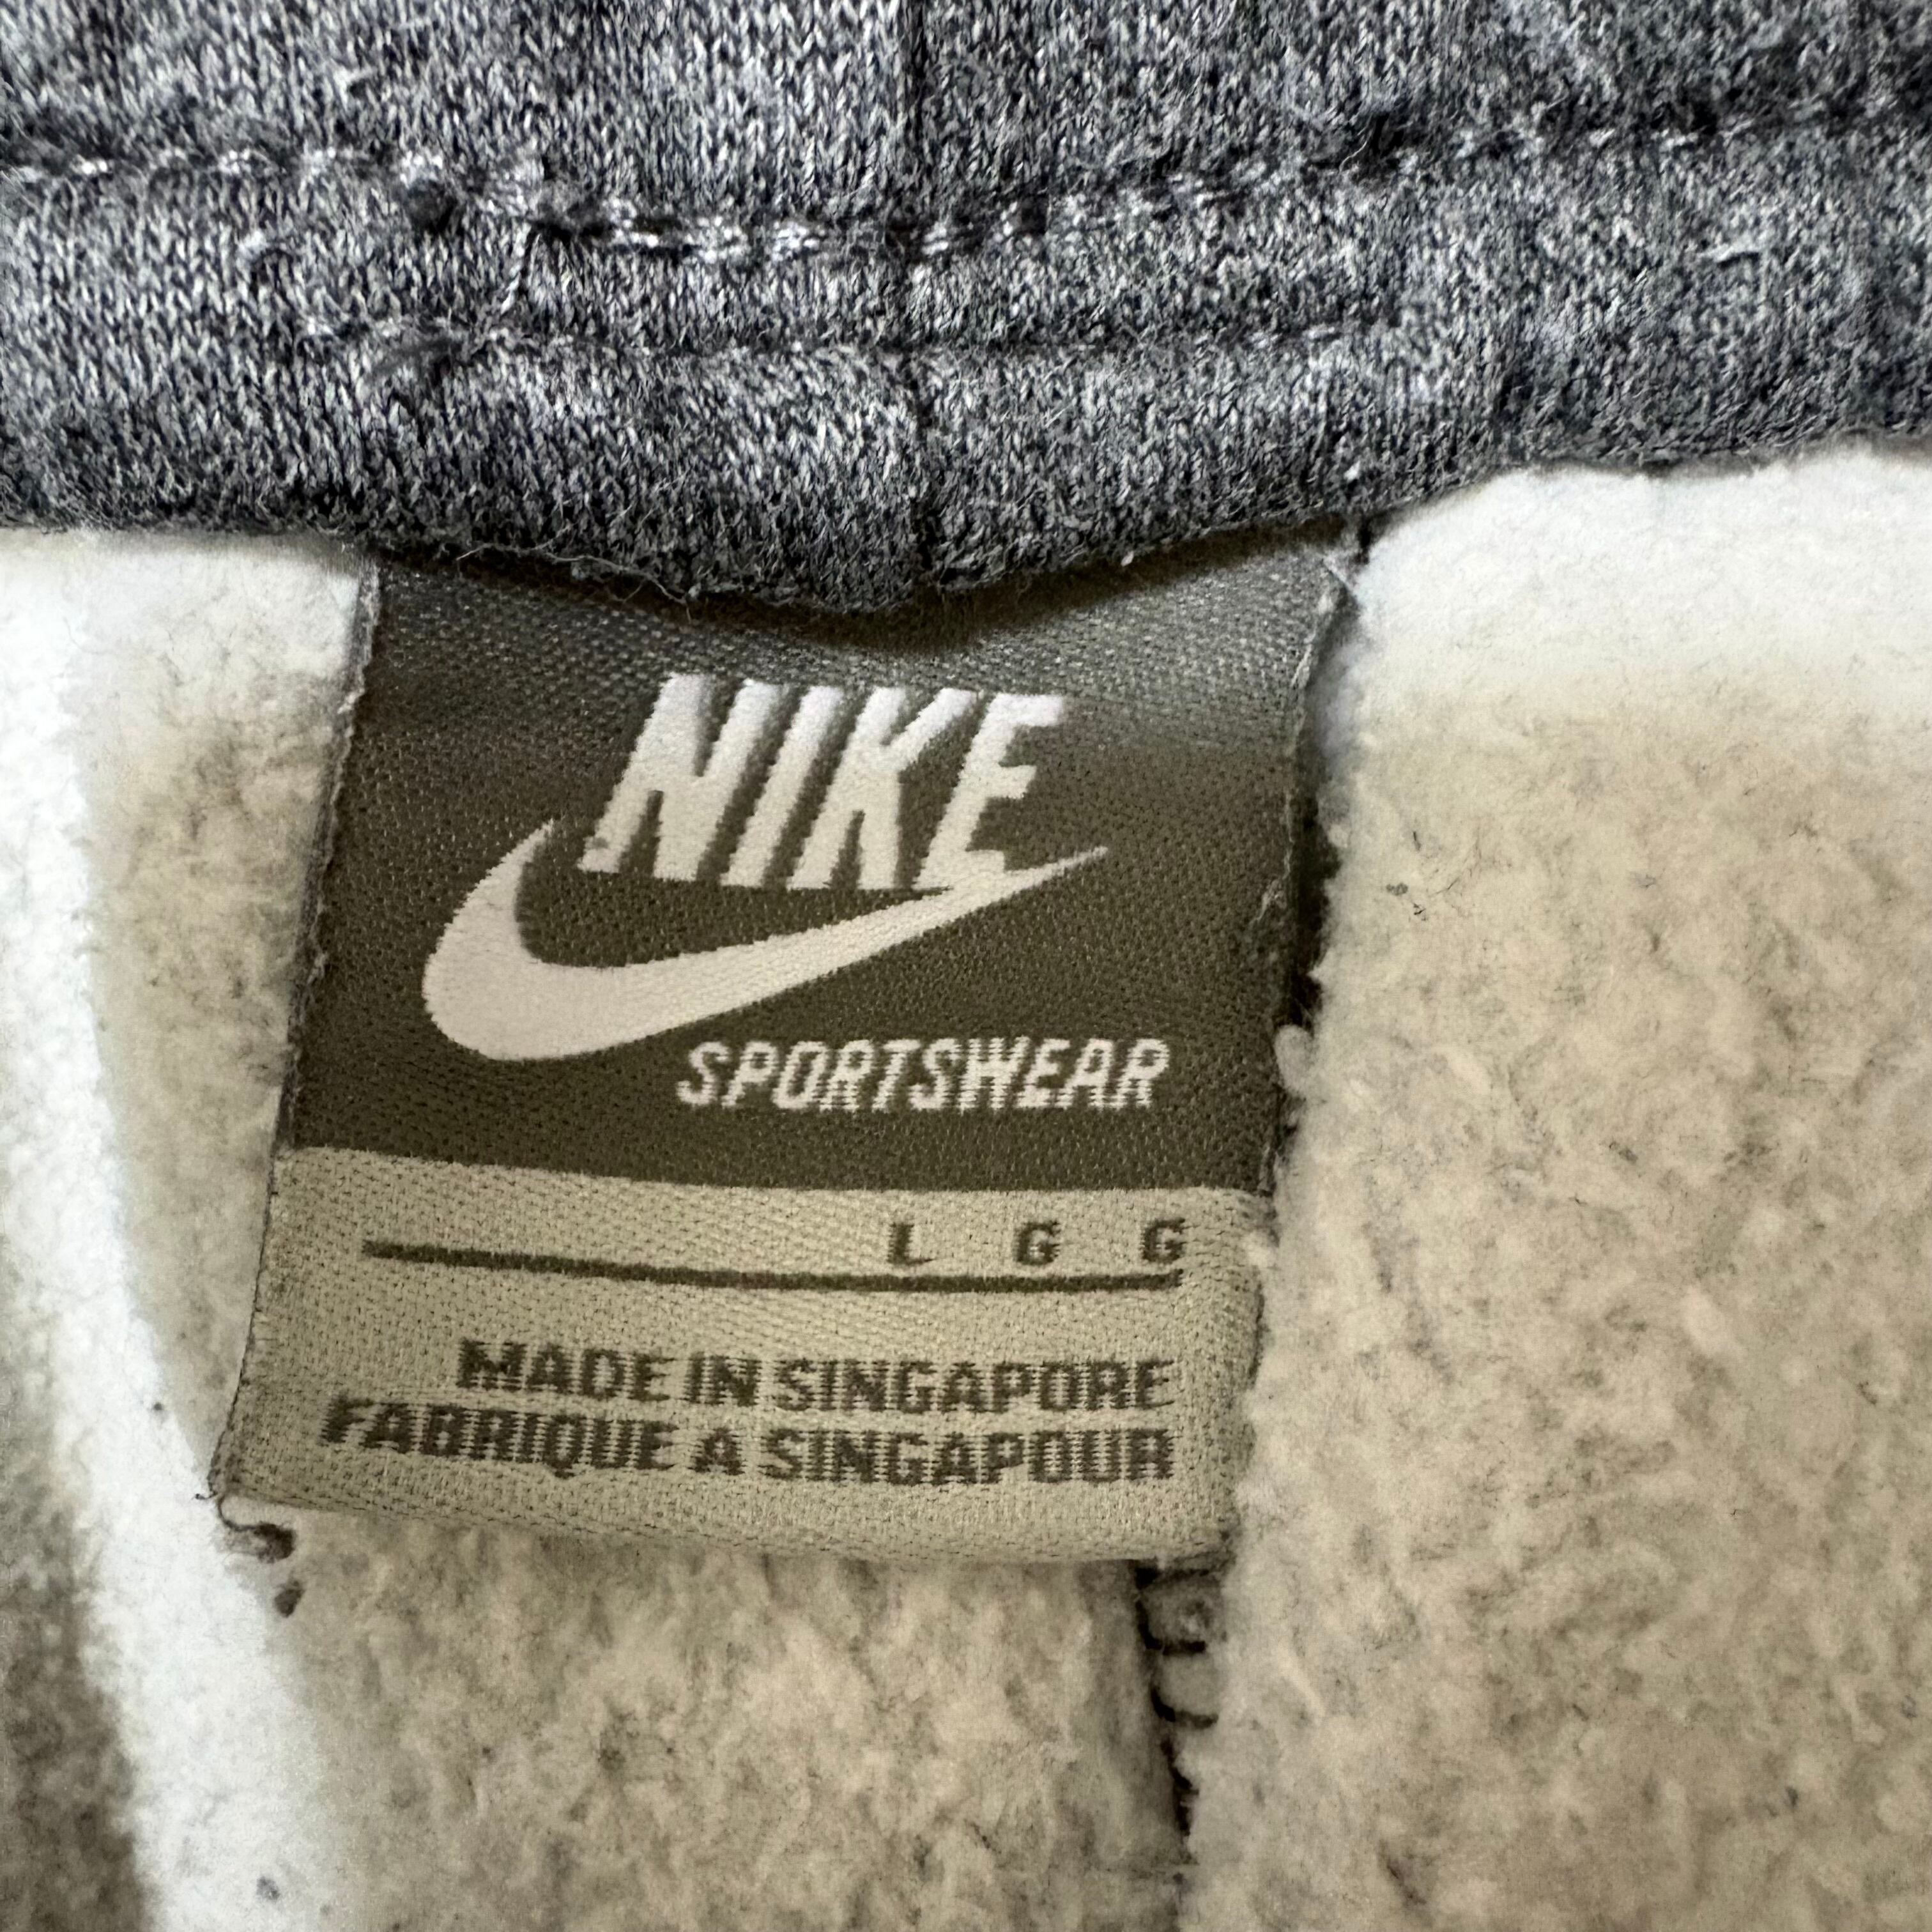 NIKE
SPORTSWEAR
L G G
MADE IN SINGAPORE
FABRIQUE A SINGAPOUR